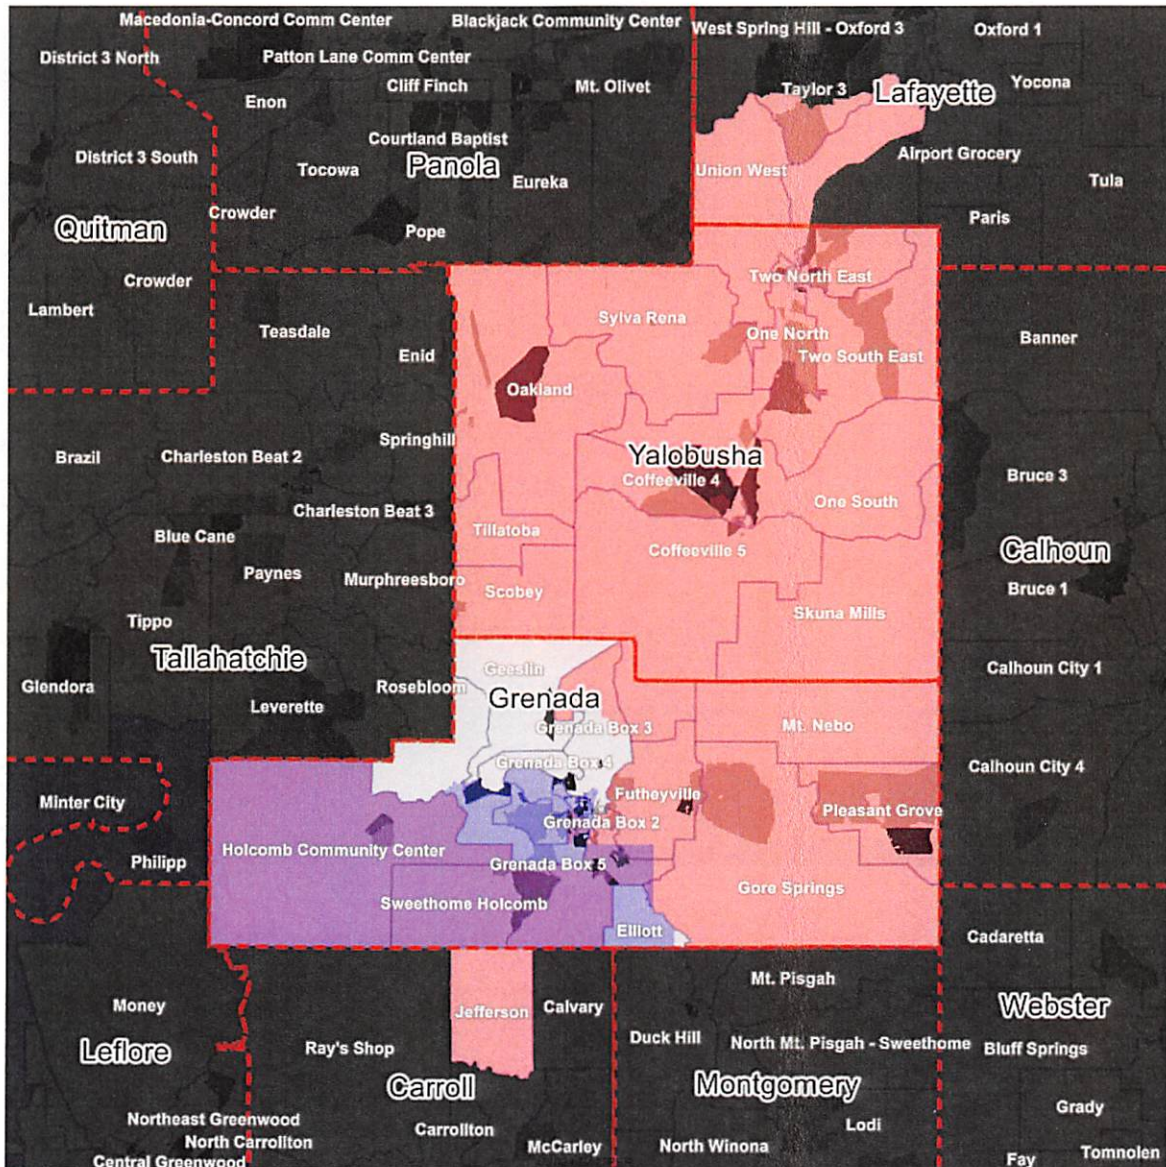 Macedonia-Concord Comm Center
Blackjack Community Center
West Spring Hill - Oxford 3
Oxford 1
District 3 North
Patton Lane Comm Center
Cliff Finch
Mt. Olivet
Taylor 3
Lafayette
Yocona
Enon
Courtland Baptist
District 3 South
Tocowa
Panola
Eureka
Union West
Airport Grocery
Tula
Crowder
Paris
Quitman
Pope
Crowder
Two North East
Lambert
Teasdale
Sylva Rena
One North
Banner
Enid
Two South East
Oakland
Springhill
Brazil
Charleston Beat 2
Yalobusha
Coffeeville 4
Bruce 3
Charleston Beat 3
One South
Blue Cane
Tillatoba
Coffeeville 5
Calhoun
Paynes
Murphreesboro
Scobey
Bruce 1
Tippo
Skuna Mills
Tallahatchie
Geeslin
Calhoun City 1
Glendora
Rosebloom
Grenada
Leverette
Grenada Box 3
Mt. Nebo
Grenada Box 4
Calhoun City 4
Minter City
Futheyville
Pleasant Grove
Grenada Box 2
Holcomb Community Center
Philipp
Grenada Box 5
Gore Springs
Sweethome Holcomb
Elliott
Cadaretta
Mt. Pisgah
Money
Jefferson
Calvary
Webster
Duck Hill
North Mt. Pisgah - Sweethome
Leflore
Ray's Shop
Bluff Springs
Carroll
Montgomery
Northeast Greenwood
Carrollton
Lodi
Grady
North Carrollton
McCarley
North Winona
Tomnolen
Central Greenwood
Fay